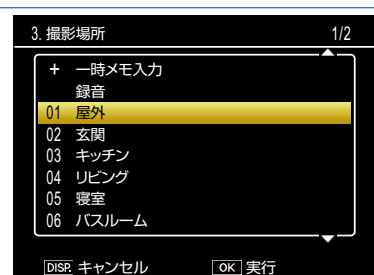 3. 撮影場所 1/2
+ 一時メモ入力
録音
01 屋外
02 玄関
03 キッチン
04 リビング
05 寝室
06 バスルーム
DISP. キャンセル OK 実行